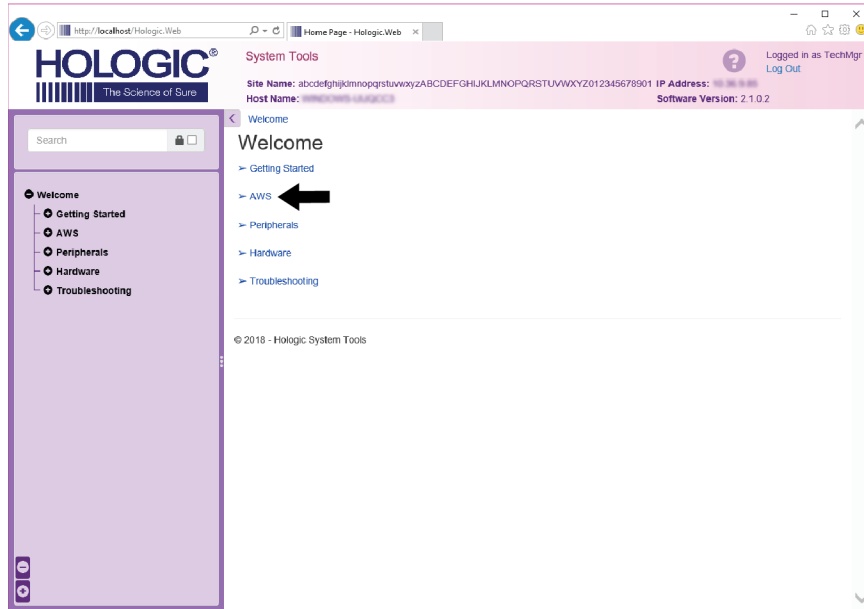 http://localhost/Hologic.Web
Home Page - Hologic.Web
HOLOGIC®
The Science of Sure
System Tools
Site Name: abcdefghijklmnopqrstuvwxyzABCDEFGHIJKLMNOPQRSTUVWXYZ012345678901 IP Address:
Host Name:
Software Version: 2.1.0.2
?
Logged in as TechMgr
Log Out
Search
Welcome
Getting Started
AWS
Peripherals
Hardware
Troubleshooting
Welcome
Welcome
➢ Getting Started
➢ AWS
➢ Peripherals
➢ Hardware
➢ Troubleshooting
© 2018 - Hologic System Tools